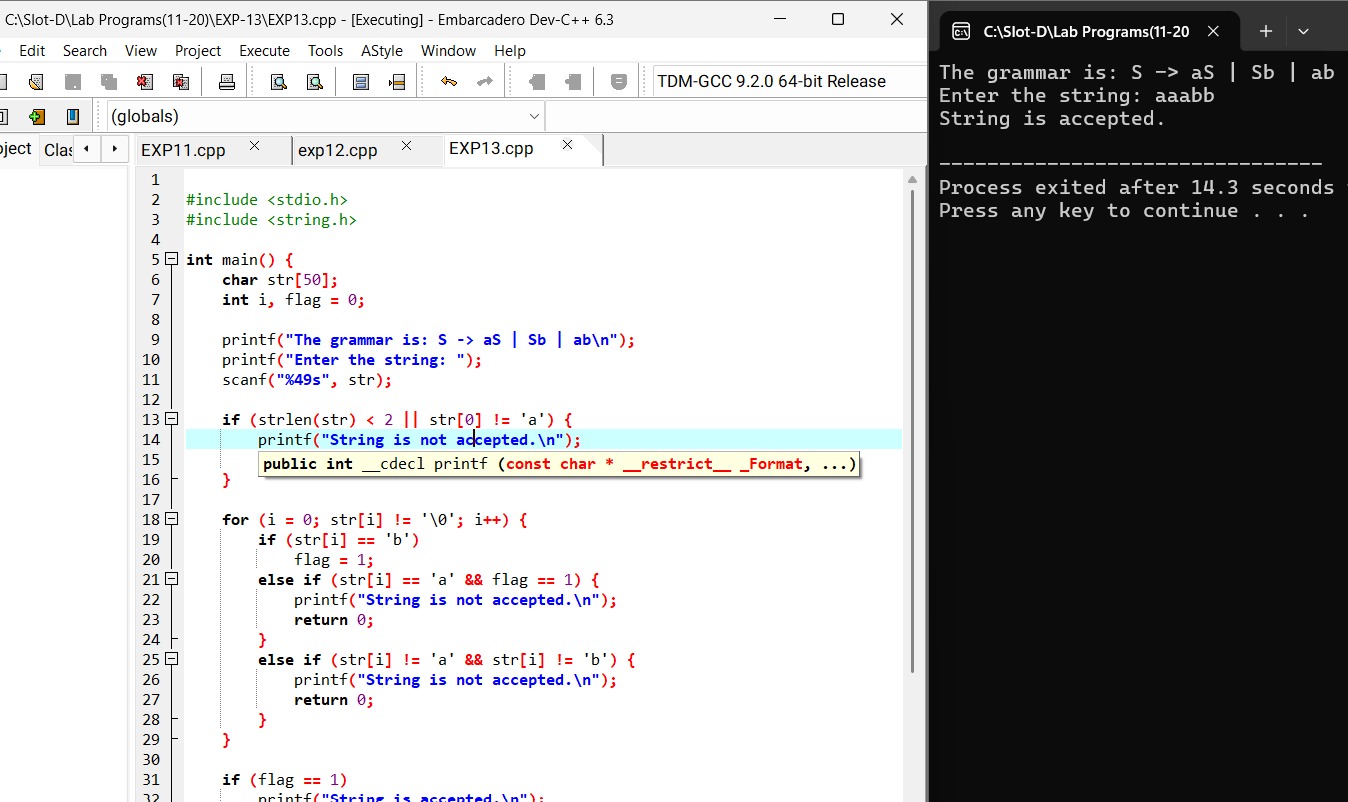 C:\Slot-D\Lab Programs(11-20)\EXP-13\EXP13.cpp - [Executing] - Embarcadero Dev-C++ 6.3
Edit Search View Project Execute Tools AStyle Window Help
TDM-GCC 9.2.0 64-bit Release
(globals)
oject Clas
EXP11.cpp exp12.cpp EXP13.cpp
1
2 #include <stdio.h>
3 #include <string.h>
4
5 int main() {
6 char str[50];
7 int i, flag = 0;
8
9 printf("The grammar is: S -> aS | Sb | ab\n");
10 printf("Enter the string: ");
11 scanf("%49s", str);
12
13 if (strlen(str) < 2 || str[0] != 'a') {
14 printf("String is not accepted.\n");
15 public int __cdecl printf (const char * __restrict__ _Format, ...)
16 }
17
18 for (i = 0; str[i] != '\0'; i++) {
19 if (str[i] == 'b')
20 flag = 1;
21 else if (str[i] == 'a' && flag == 1) {
22 printf("String is not accepted.\n");
23 return 0;
24 }
25 else if (str[i] != 'a' && str[i] != 'b') {
26 printf("String is not accepted.\n");
27 return 0;
28 }
29 }
30
31 if (flag == 1)
32 printf("String is accepted.\n");
C:\Slot-D\Lab Programs(11-20
The grammar is: S -> aS | Sb | ab
Enter the string: aaabb
String is accepted.
--------------------------------
Process exited after 14.3 seconds
Press any key to continue . . .